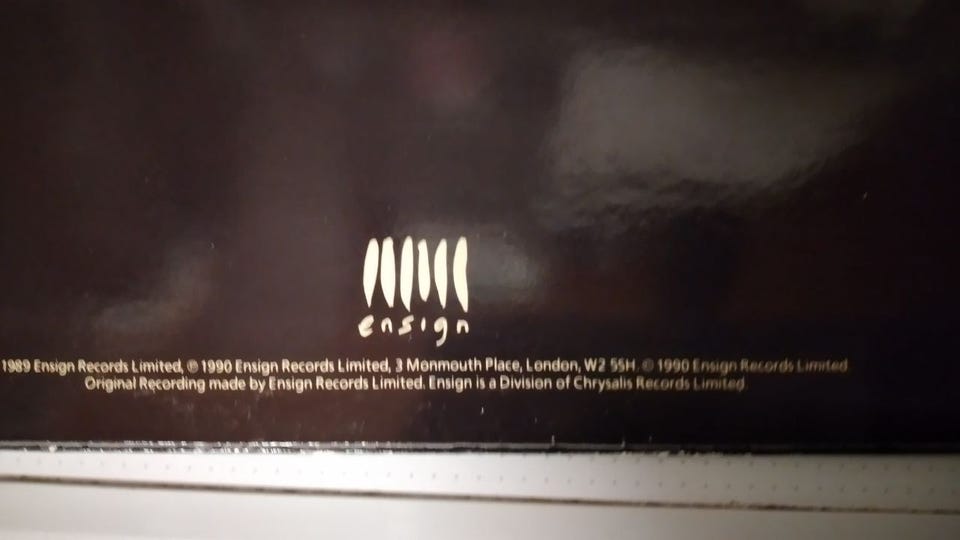 ensign
1989 Ensign Records Limited, ℗ 1990 Ensign Records Limited, 3 Monmouth Place, London, W2 5SH. © 1990 Ensign Records Limited
Original Recording made by Ensign Records Limited. Ensign is a Division of Chrysalis Records Limited